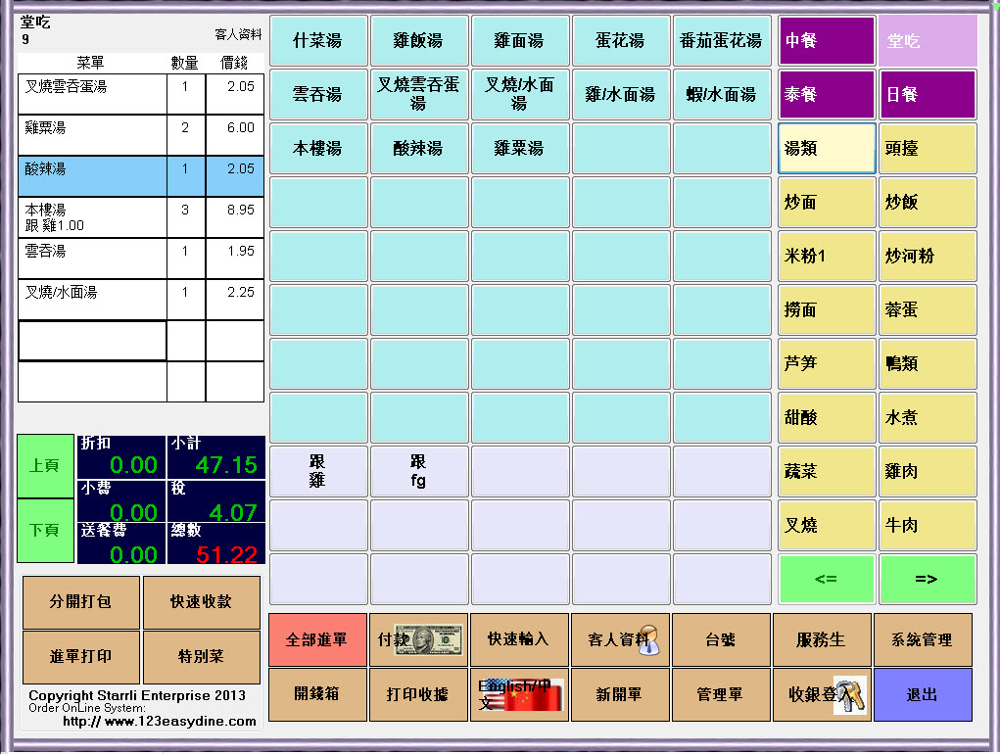 堂吃
9
客人資料
菜單 數量 價錢
叉燒雲吞蛋湯 1 2.05
雞粟湯 2 6.00
酸辣湯 1 2.05
本樓湯 3 8.95
跟 雞1.00
雲吞湯 1 1.95
叉燒/水面湯 1 2.25
上頁
下頁
折扣 小計
0.00 47.15
小費 稅
0.00 4.07
送餐費 總數
0.00 51.22
分開打包 快速收款
進單打印 特別菜
Copyright Starrli Enterprise 2013
Order OnLine System:
http:// www.123easydine.com
什菜湯 雞飯湯 雞面湯 蛋花湯 番茄蛋花湯
雲吞湯 叉燒雲吞蛋湯 叉燒/水面湯 雞/水面湯 蝦/水面湯
本樓湯 酸辣湯 雞粟湯
跟 跟
雞 fg
中餐 堂吃
泰餐 日餐
湯類 頭擡
炒面 炒飯
米粉1 炒河粉
撈面 蓉蛋
芦笋 鴨類
甜酸 水煮
蔬菜 雞肉
叉燒 牛肉
<= =>
全部進單 付款 快速輸入 客人資料 台號 服務生 系統管理
開錢箱 打印收據 English/中文 新開單 管理單 收銀登入 退出